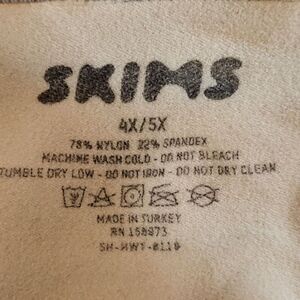 SKIMS
4X/5X
78% NYLON 22% SPANDEX
MACHINE WASH COLD - DO NOT BLEACH
TUMBLE DRY LOW - DO NOT IRON - DO NOT DRY CLEAN
MADE IN TURKEY
RN 158973
SH-HWT-0119